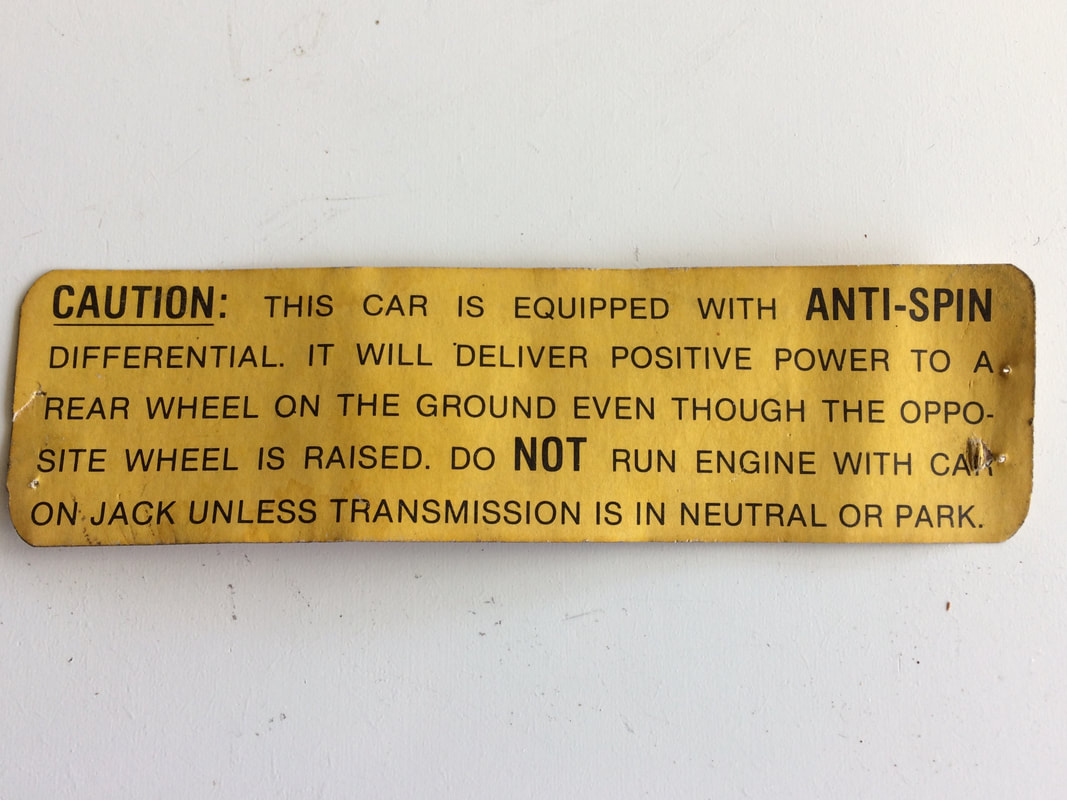 CAUTION: THIS CAR IS EQUIPPED WITH ANTI-SPIN
DIFFERENTIAL. IT WILL DELIVER POSITIVE POWER TO A
REAR WHEEL ON THE GROUND EVEN THOUGH THE OPPO-
SITE WHEEL IS RAISED. DO NOT RUN ENGINE WITH CAR
ON JACK UNLESS TRANSMISSION IS IN NEUTRAL OR PARK.